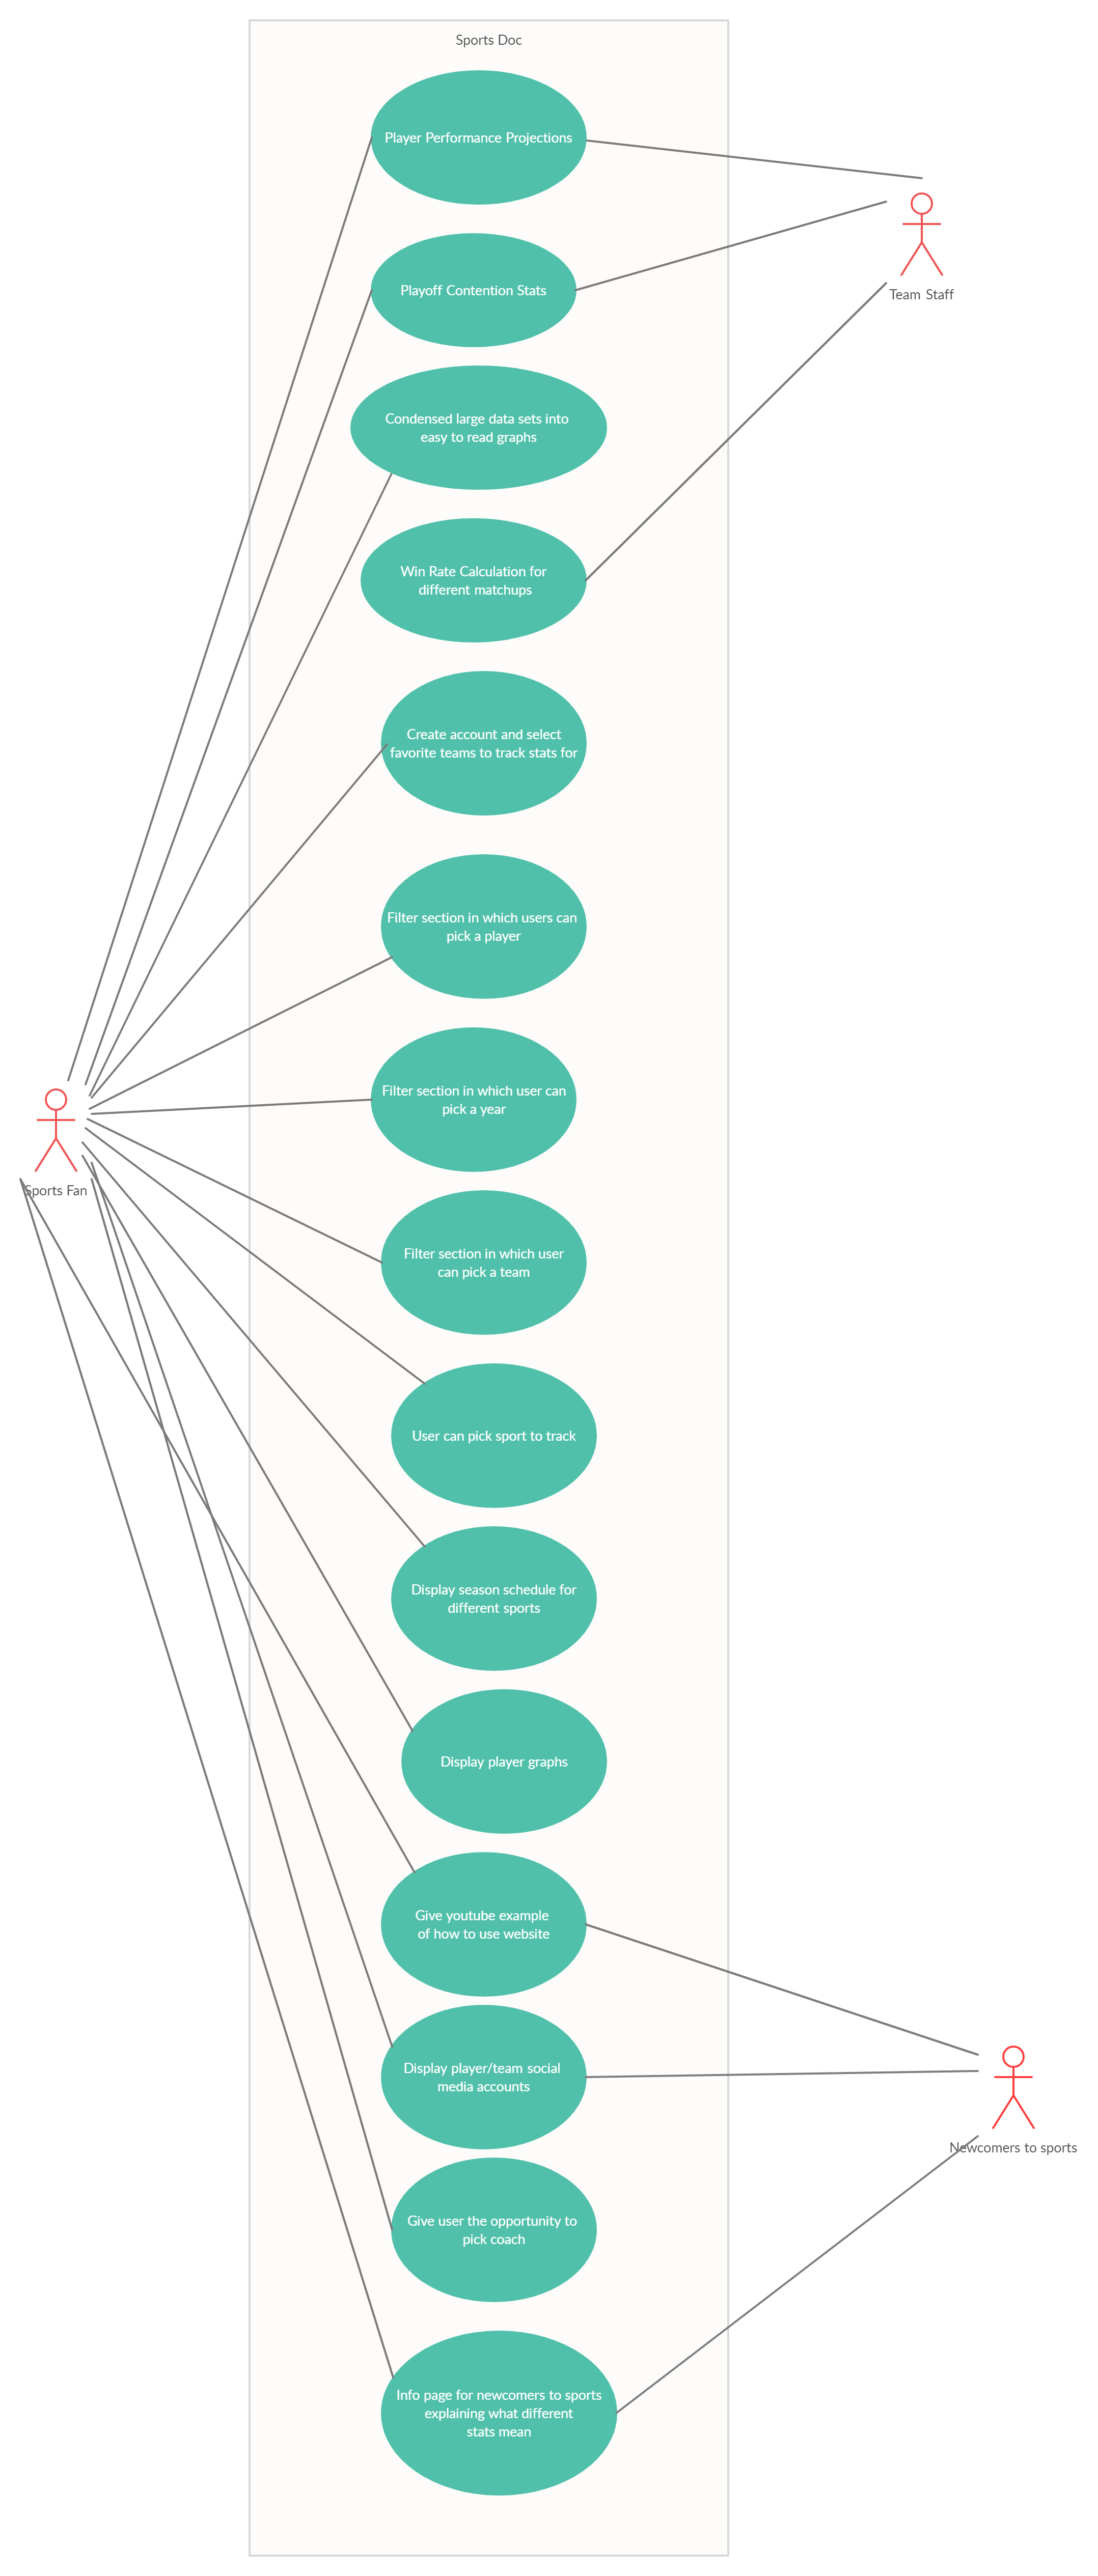 Sports Doc
Player Performance Projections
Team Staff
Playoff Contention Stats
Condensed large data sets into
easy to read graphs
Win Rate Calculation for
different matchups
Create account and select
favorite teams to track stats for
Filter section in which users can
pick a player
Filter section in which user can
pick a year
Sports Fan
Filter section in which user
can pick a team
User can pick sport to track
Display season schedule for
different sports
Display player graphs
Give youtube example
of how to use website
Display player/team social
media accounts
Newcomers to sports
Give user the opportunity to
pick coach
Info page for newcomers to sports
explaining what different
stats mean